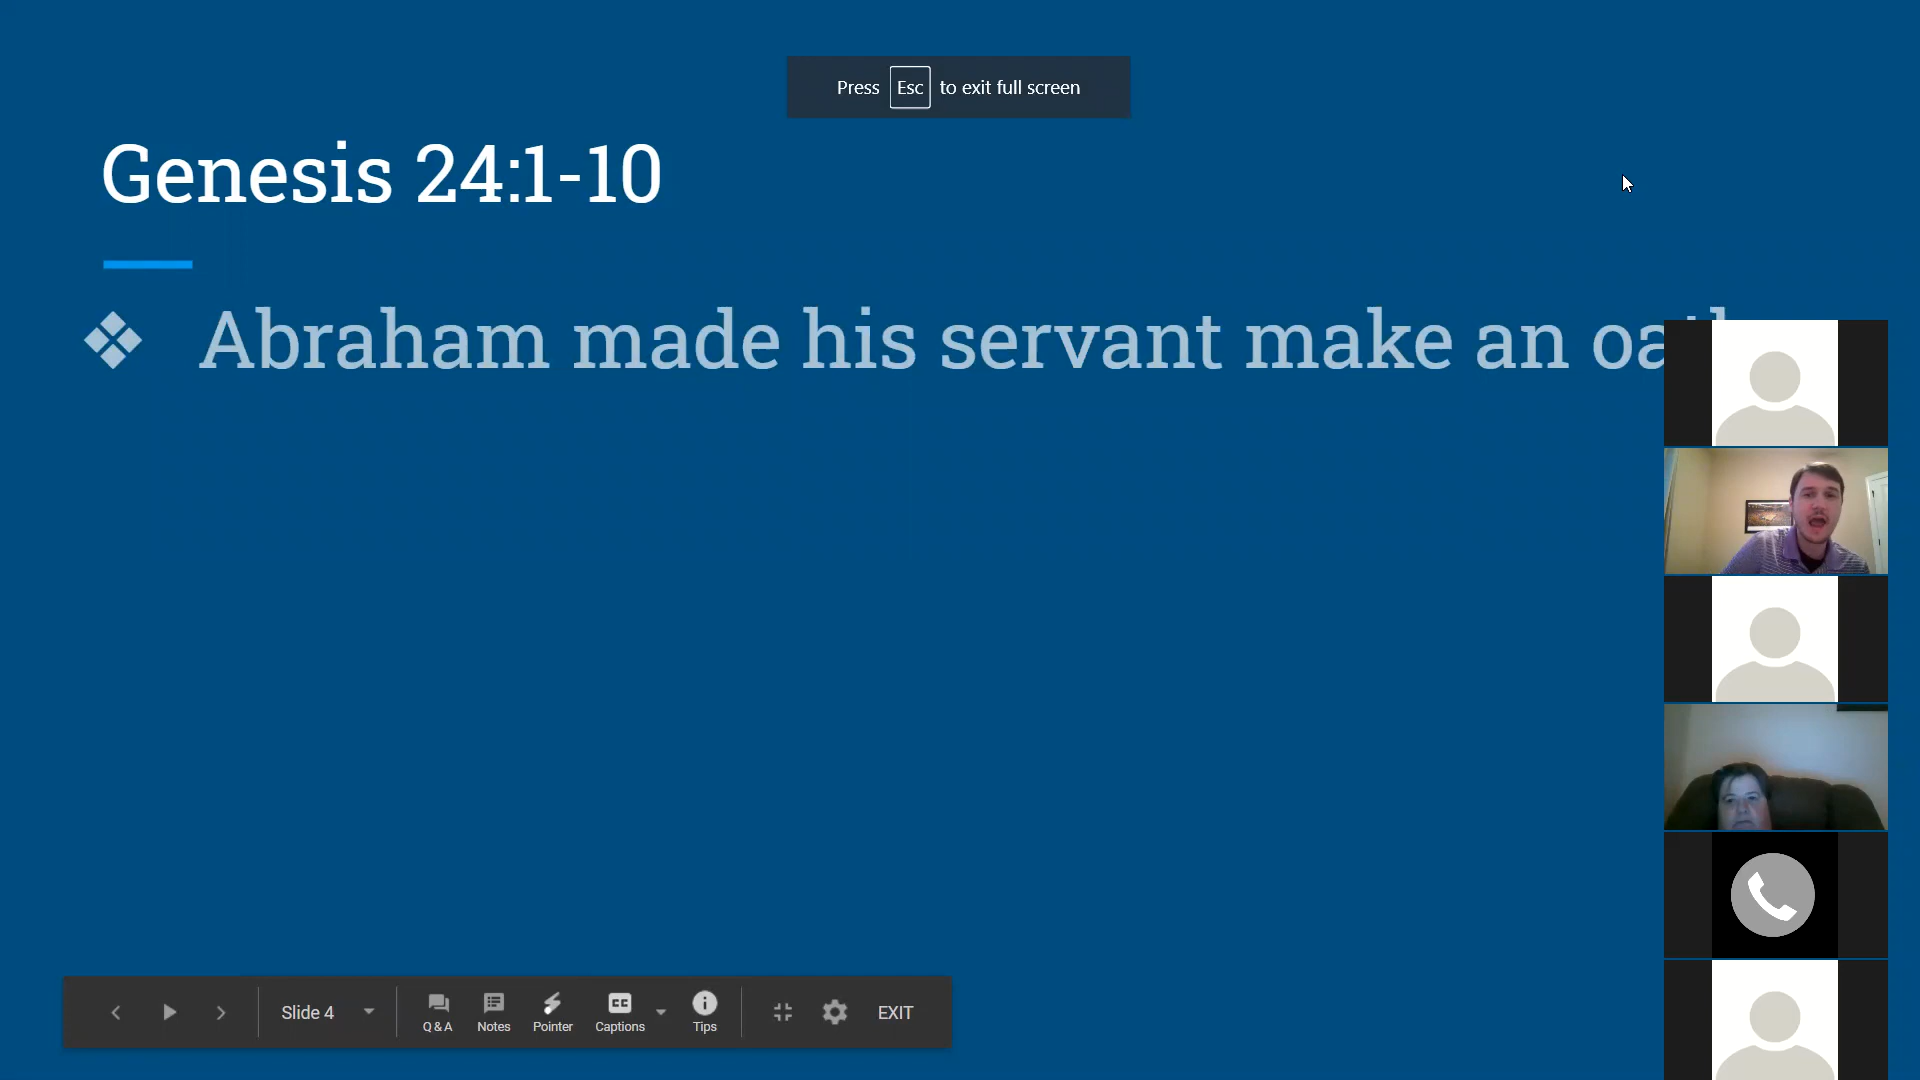 Press Esc to exit full screen
Genesis 24:1-10
❖ Abraham made his servant make an
Slide 4
Q & A
Notes
Pointer
CC
Captions
Tips
EXIT